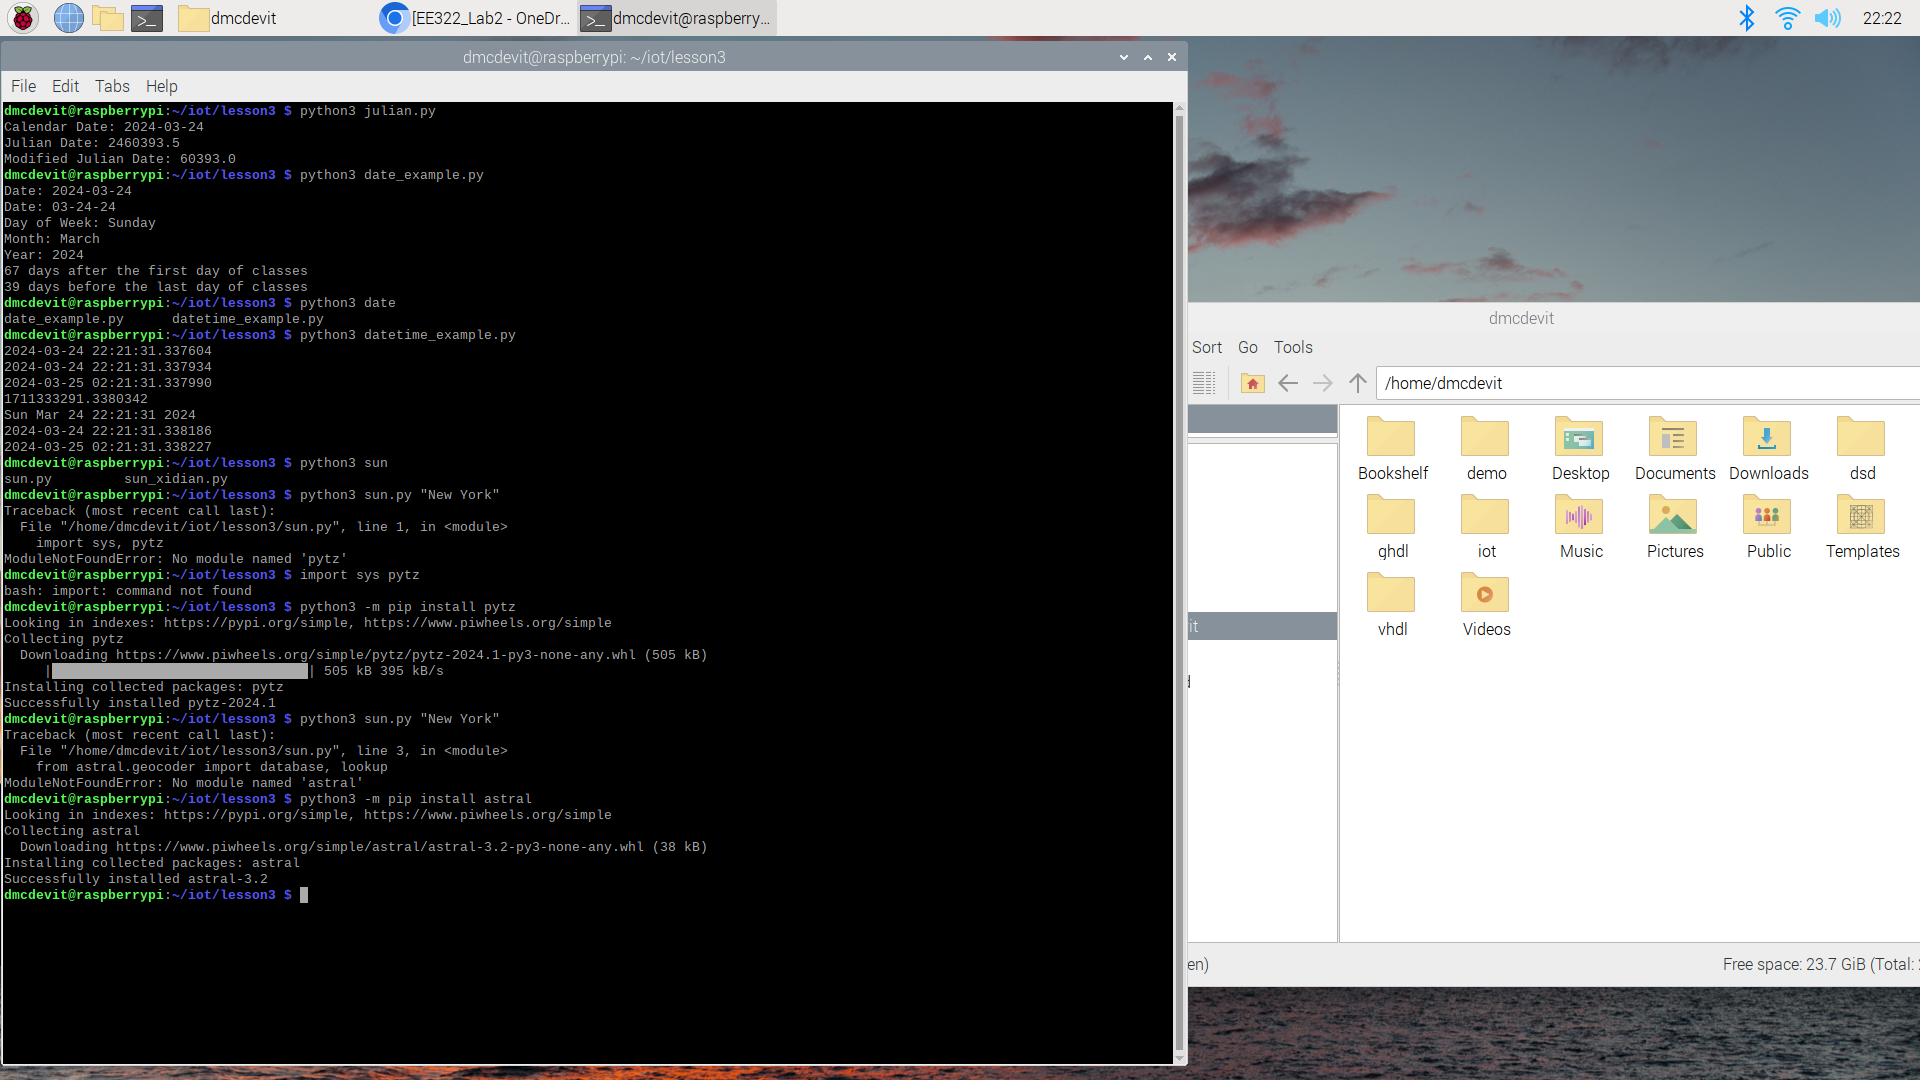 dmcdevit
[EE322_Lab2 - OneDr...
dmcdevit@raspberry...
22:22
dmcdevit@raspberrypi: ~/iot/lesson3
File Edit Tabs Help
dmcdevit@raspberrypi:~/iot/lesson3 $ python3 julian.py
Calendar Date: 2024-03-24
Julian Date: 2460393.5
Modified Julian Date: 60393.0
dmcdevit@raspberrypi:~/iot/lesson3 $ python3 date_example.py
Date: 2024-03-24
Date: 03-24-24
Day of Week: Sunday
Month: March
Year: 2024
67 days after the first day of classes
39 days before the last day of classes
dmcdevit@raspberrypi:~/iot/lesson3 $ python3 date
date_example.py      datetime_example.py
dmcdevit@raspberrypi:~/iot/lesson3 $ python3 datetime_example.py
2024-03-24 22:21:31.337604
2024-03-24 22:21:31.337934
2024-03-25 02:21:31.337990
1711333291.3380342
Sun Mar 24 22:21:31 2024
2024-03-24 22:21:31.338186
2024-03-25 02:21:31.338227
dmcdevit@raspberrypi:~/iot/lesson3 $ python3 sun
sun.py         sun_xidian.py
dmcdevit@raspberrypi:~/iot/lesson3 $ python3 sun.py "New York"
Traceback (most recent call last):
  File "/home/dmcdevit/iot/lesson3/sun.py", line 1, in <module>
    import sys, pytz
ModuleNotFoundError: No module named 'pytz'
dmcdevit@raspberrypi:~/iot/lesson3 $ import sys pytz
bash: import: command not found
dmcdevit@raspberrypi:~/iot/lesson3 $ python3 -m pip install pytz
Looking in indexes: https://pypi.org/simple, https://www.piwheels.org/simple
Collecting pytz
  Downloading https://www.piwheels.org/simple/pytz/pytz-2024.1-py3-none-any.whl (505 kB)
     |                                | 505 kB 395 kB/s
Installing collected packages: pytz
Successfully installed pytz-2024.1
dmcdevit@raspberrypi:~/iot/lesson3 $ python3 sun.py "New York"
Traceback (most recent call last):
  File "/home/dmcdevit/iot/lesson3/sun.py", line 3, in <module>
    from astral.geocoder import database, lookup
ModuleNotFoundError: No module named 'astral'
dmcdevit@raspberrypi:~/iot/lesson3 $ python3 -m pip install astral
Looking in indexes: https://pypi.org/simple, https://www.piwheels.org/simple
Collecting astral
  Downloading https://www.piwheels.org/simple/astral/astral-3.2-py3-none-any.whl (38 kB)
Installing collected packages: astral
Successfully installed astral-3.2
dmcdevit@raspberrypi:~/iot/lesson3 $
dmcdevit
Sort Go Tools
/home/dmcdevit
Bookshelf demo Desktop Documents Downloads dsd
ghdl iot Music Pictures Public Templates
vhdl Videos
Free space: 23.7 GiB (Total: